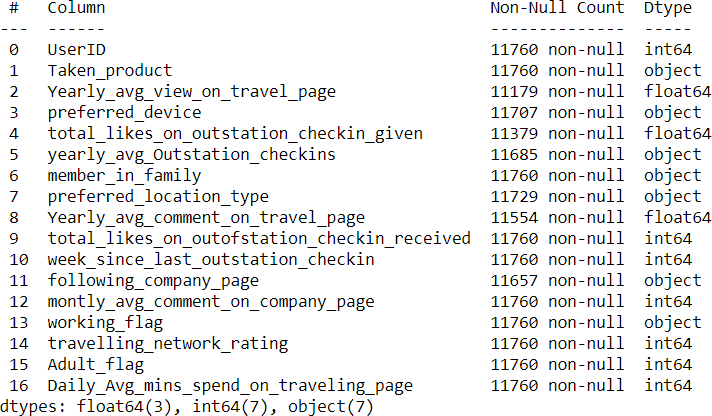 #   Column                                      Non-Null Count  Dtype
---  ------                                      --------------  -----
 0   UserID                                      11760 non-null  int64
 1   Taken_product                               11760 non-null  object
 2   Yearly_avg_view_on_travel_page              11179 non-null  float64
 3   preferred_device                            11707 non-null  object
 4   total_likes_on_outstation_checkin_given     11379 non-null  float64
 5   yearly_avg_Outstation_checkins              11685 non-null  object
 6   member_in_family                            11760 non-null  object
 7   preferred_location_type                     11729 non-null  object
 8   Yearly_avg_comment_on_travel_page           11554 non-null  float64
 9   total_likes_on_outofstation_checkin_received  11760 non-null  int64
 10  week_since_last_outstation_checkin          11760 non-null  int64
 11  following_company_page                      11657 non-null  object
 12  montly_avg_comment_on_company_page          11760 non-null  int64
 13  working_flag                                11760 non-null  object
 14  travelling_network_rating                   11760 non-null  int64
 15  Adult_flag                                  11760 non-null  int64
 16  Daily_Avg_mins_spend_on_traveling_page      11760 non-null  int64
dtypes: float64(3), int64(7), object(7)